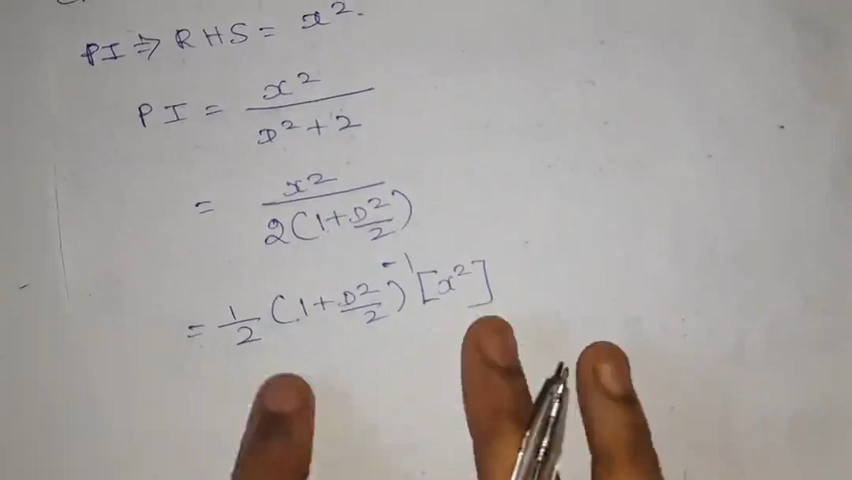 PI ⇒ RHS = x².
PI = x² / D² + 2
= x² / 2(1 + D²/2)
= 1/2 (1 + D²/2)⁻¹ [x²]